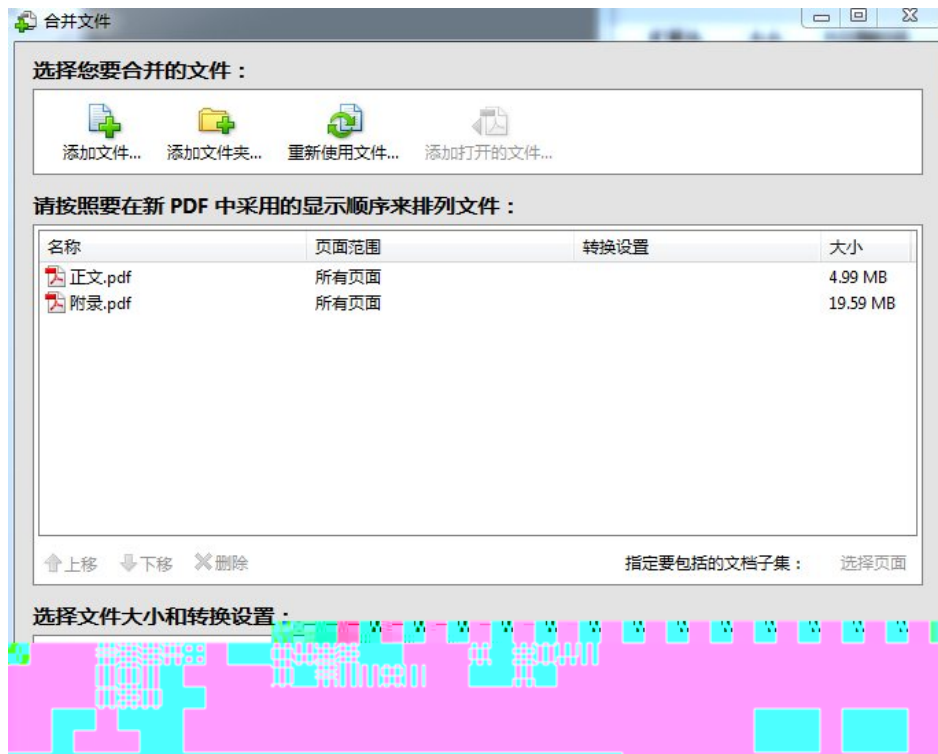 合并文件
选择您要合并的文件：
添加文件... 添加文件夹... 重新使用文件... 添加打开的文件...
请按照要在新 PDF 中采用的显示顺序来排列文件：
名称 页面范围 转换设置 大小
正文.pdf 所有页面 4.99 MB
附录.pdf 所有页面 19.59 MB
上移 下移 删除 指定要包括的文档子集： 选择页面
选择文件大小和转换设置：